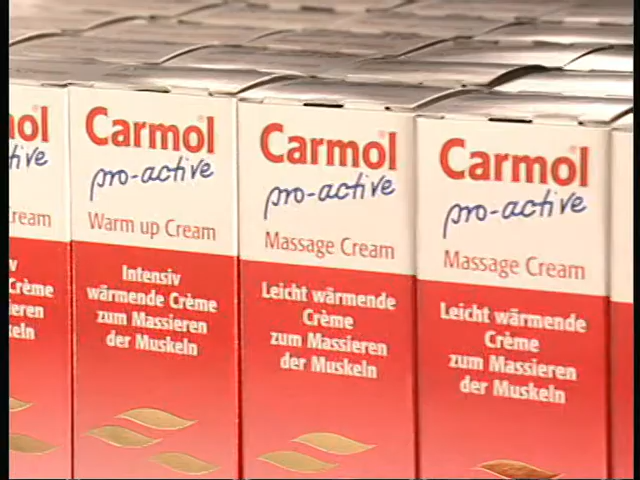 Carmol
pro-active
Warm up Cream
Intensiv
wärmende Crème
zum Massieren
der Muskeln
Carmol
pro-active
Massage Cream
Leicht wärmende
Crème
zum Massieren
der Muskeln
Carmol
pro-active
Massage Cream
Leicht wärmende
Crème
zum Massieren
der Muskeln